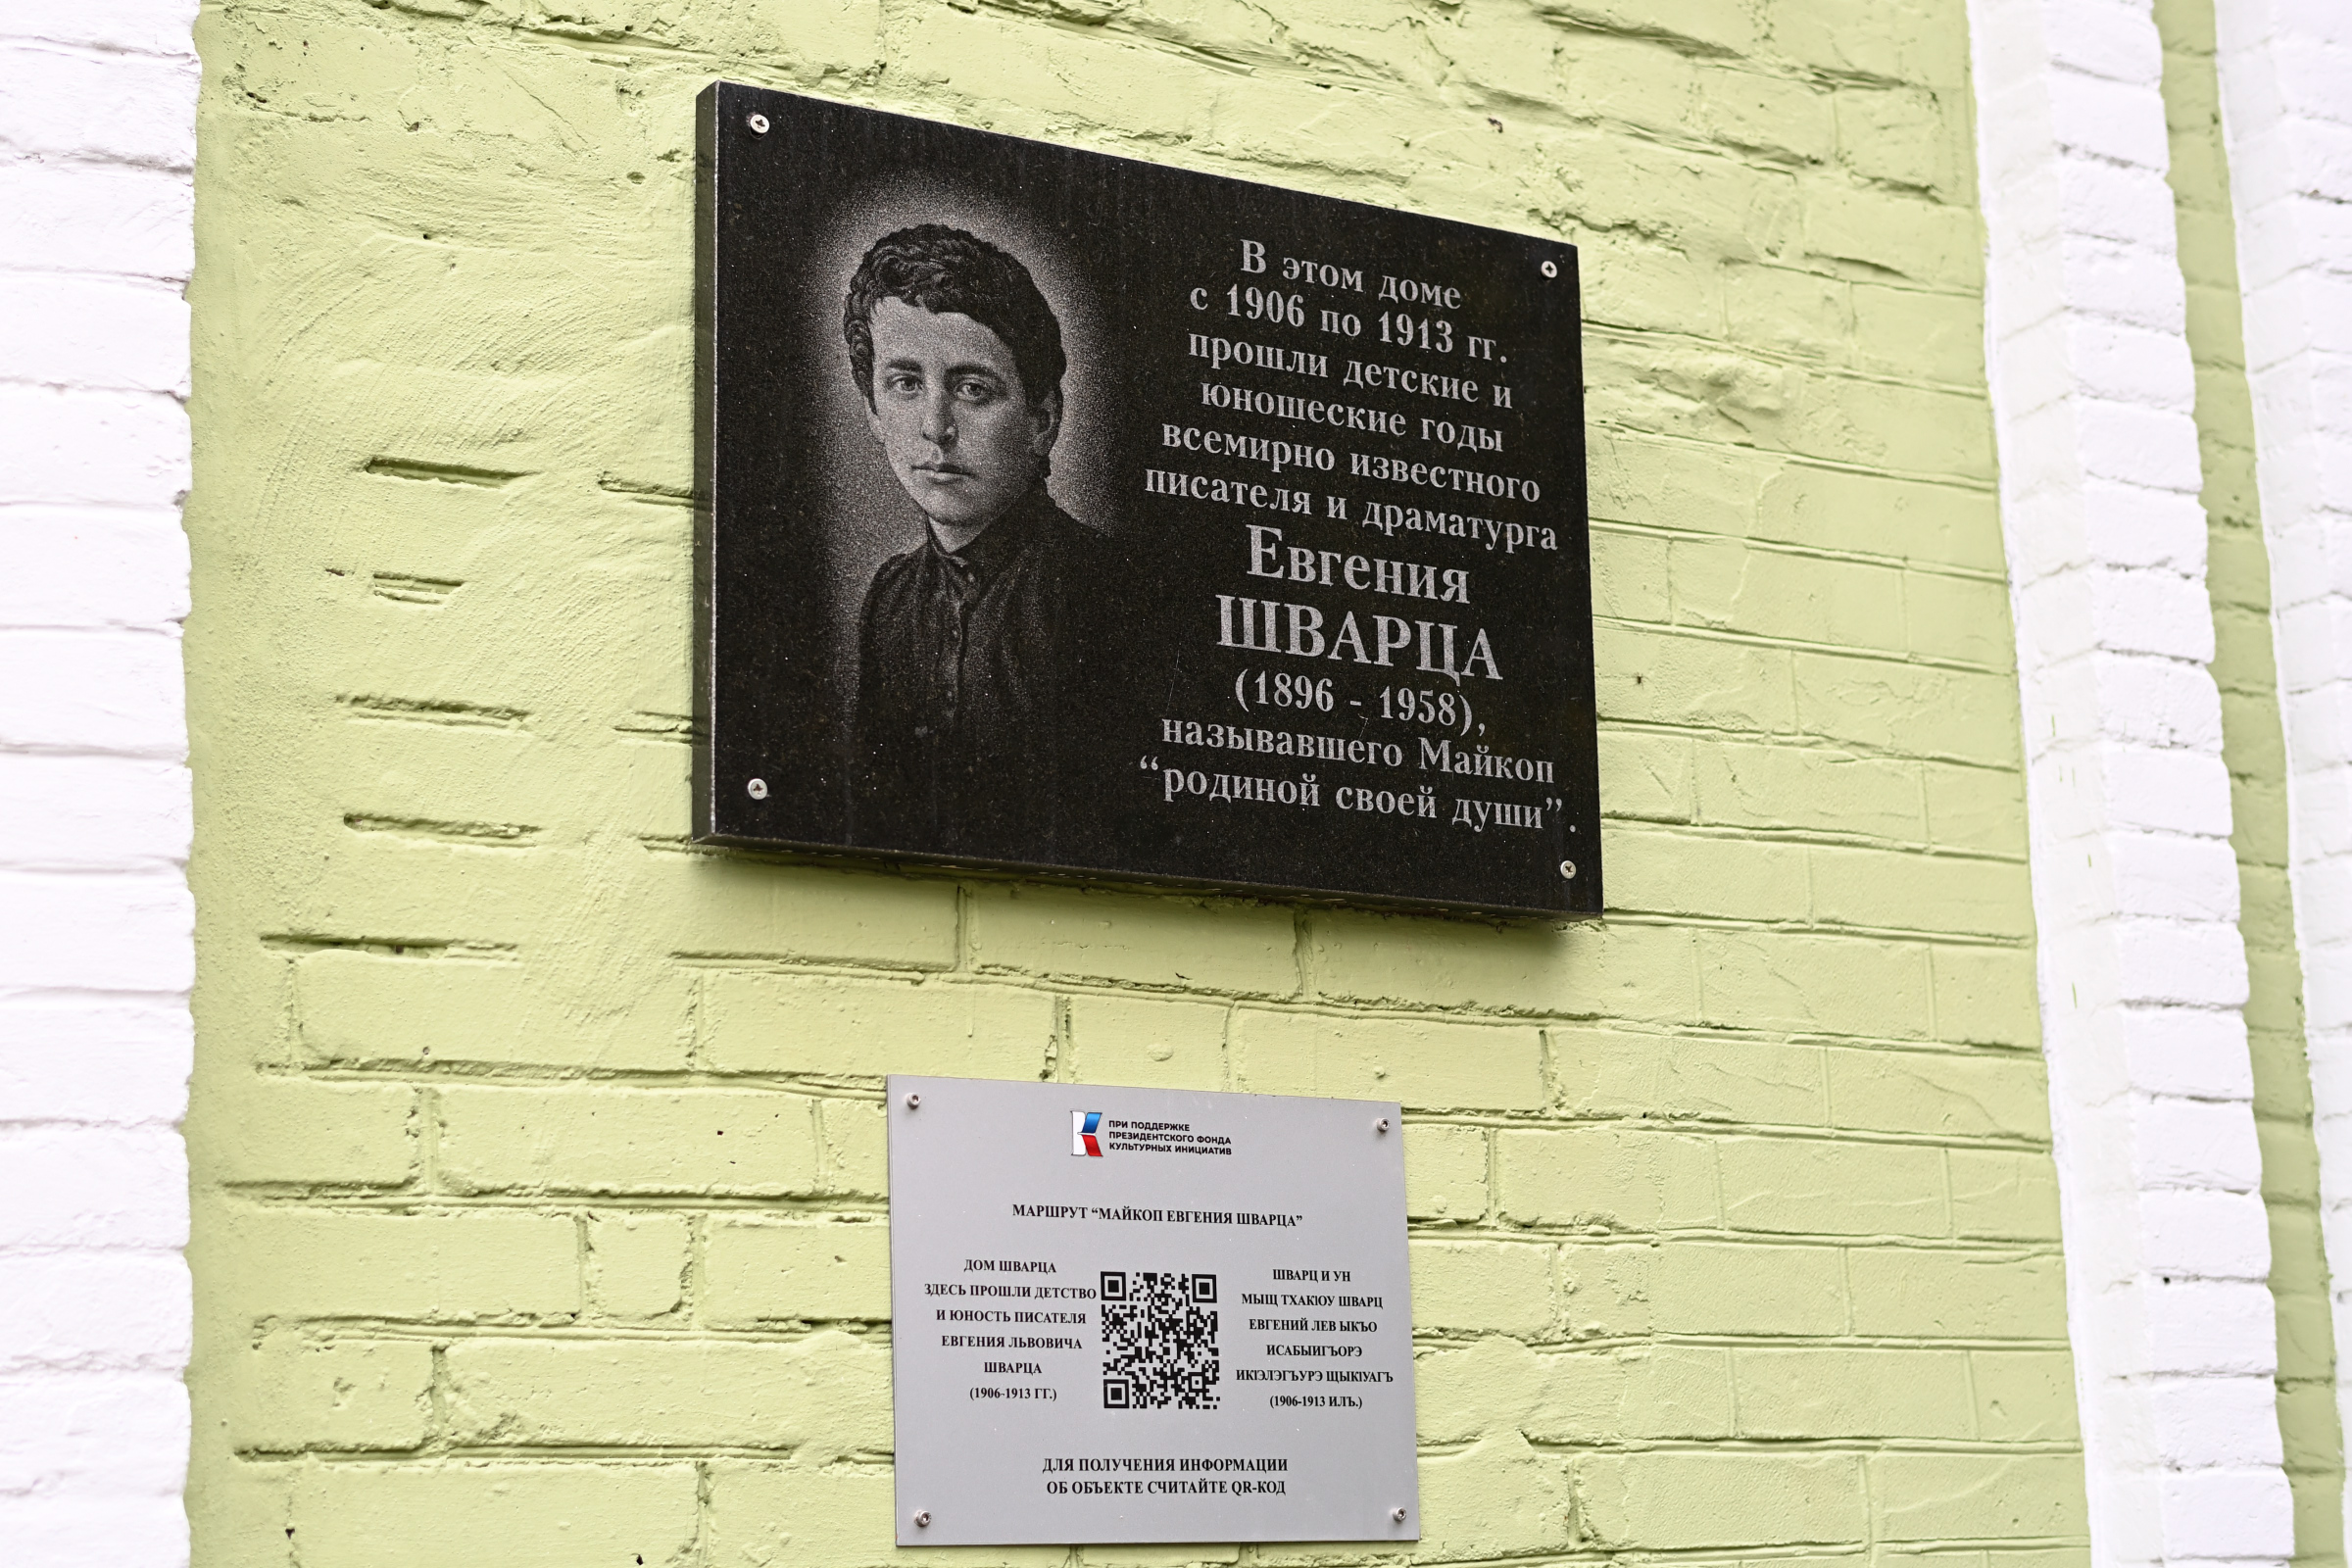 В этом доме
с 1906 по 1913 гг.
прошли детские и
юношеские годы
всемирно известного
писателя и драматурга
Евгения
ШВАРЦА
(1896 - 1958),
называвшего Майкоп
“родиной своей души”.
ПРИ ПОДДЕРЖКЕ
ПРЕЗИДЕНТСКОГО ФОНДА
КУЛЬТУРНЫХ ИНИЦИАТИВ
МАРШРУТ “МАЙКОП ЕВГЕНИЯ ШВАРЦА”
ДОМ ШВАРЦА
ЗДЕСЬ ПРОШЛИ ДЕТСТВО
И ЮНОСТЬ ПИСАТЕЛЯ
ЕВГЕНИЯ ЛЬВОВИЧА
ШВАРЦА
(1906-1913 ГГ.)
ШВАРЦ И УН
МЫЩ ТХАКӀОУ ШВАРЦ
ЕВГЕНИЙ ЛЕВ ЫКЪО
ИСАБЫИГЪОРЭ
ИКӀЭЛЭГЪУРЭ ЩЫКӀУАГЪ
(1906-1913 ИЛЪ.)
ДЛЯ ПОЛУЧЕНИЯ ИНФОРМАЦИИ
ОБ ОБЪЕКТЕ СЧИТАЙТЕ QR-КОД